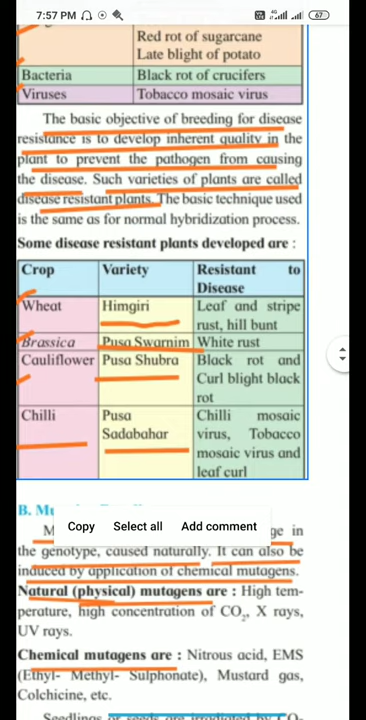 7:57 PM
67
Red rot of sugarcane
Late blight of potato
Bacteria Black rot of crucifers
Viruses Tobacco mosaic virus
The basic objective of breeding for disease
resistance is to develop inherent quality in the
plant to prevent the pathogen from causing
the disease. Such varieties of plants are called
disease resistant plants. The basic technique used
is the same as for normal hybridization process.
Some disease resistant plants developed are :
Crop Variety Resistant to
Disease
Wheat Himgiri Leaf and stripe
rust, hill bunt
Brassica Pusa Swarnim White rust
Cauliflower Pusa Shubra Black rot and
Curl blight black
rot
Chilli Pusa Chilli mosaic
Sadabahar virus, Tobacco
mosaic virus and
leaf curl
B.
Copy Select all Add comment
in
the genotype, caused naturally. It can also be
induced by application of chemical mutagens.
Natural (physical) mutagens are : High tem-
perature, high concentration of CO₂, X rays,
UV rays.
Chemical mutagens are : Nitrous acid, EMS
(Ethyl- Methyl- Sulphonate), Mustard gas,
Colchicine, etc.
Seedlings